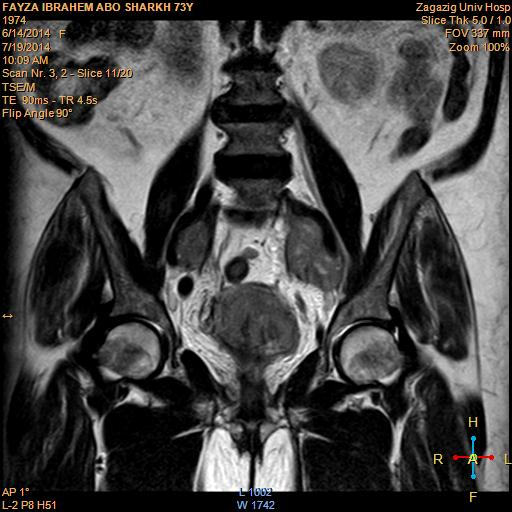 FAYZA IBRAHEM ABO SHARKH 73Y
1974
6/14/2014 F
7/19/2014
10:09 AM
Scan Nr. 3, 2 - Slice 11/20
TSE/M
TE 90ms - TR 4.5s
Flip Angle 90°
Zagazig Univ Hosp
Slice Thk 5.0 / 1.0
FOV 337 mm
Zoom 100%
H
R A L
F
AP 1°
L-2 P8 H51
L 1002
W 1742